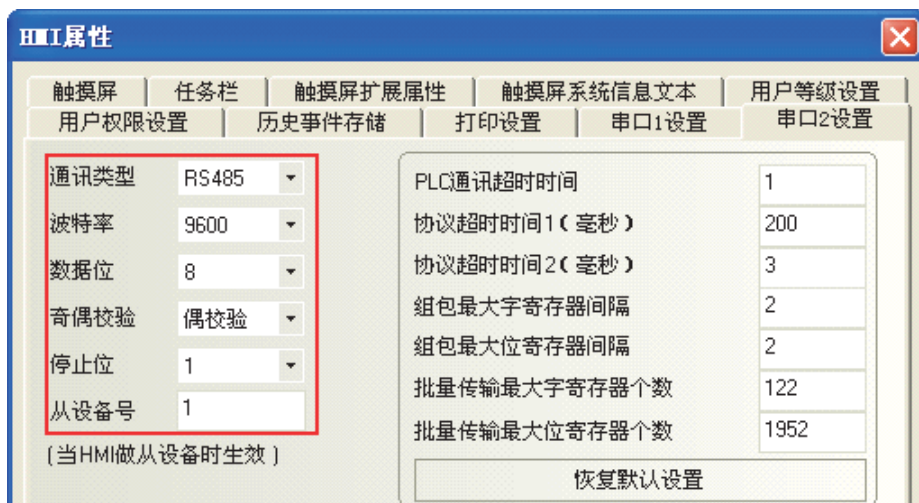 HMI属性
触摸屏 任务栏 触摸屏扩展属性 触摸屏系统信息文本 用户等级设置
用户权限设置 历史事件存储 打印设置 串口1设置 串口2设置
通讯类型 RS485
波特率 9600
数据位 8
奇偶校验 偶校验
停止位 1
从设备号 1
(当HMI做从设备时生效)
PLC通讯超时时间 1
协议超时时间1(毫秒) 200
协议超时时间2(毫秒) 3
组包最大字寄存器间隔 2
组包最大位寄存器间隔 2
批量传输最大字寄存器个数 122
批量传输最大位寄存器个数 1952
恢复默认设置